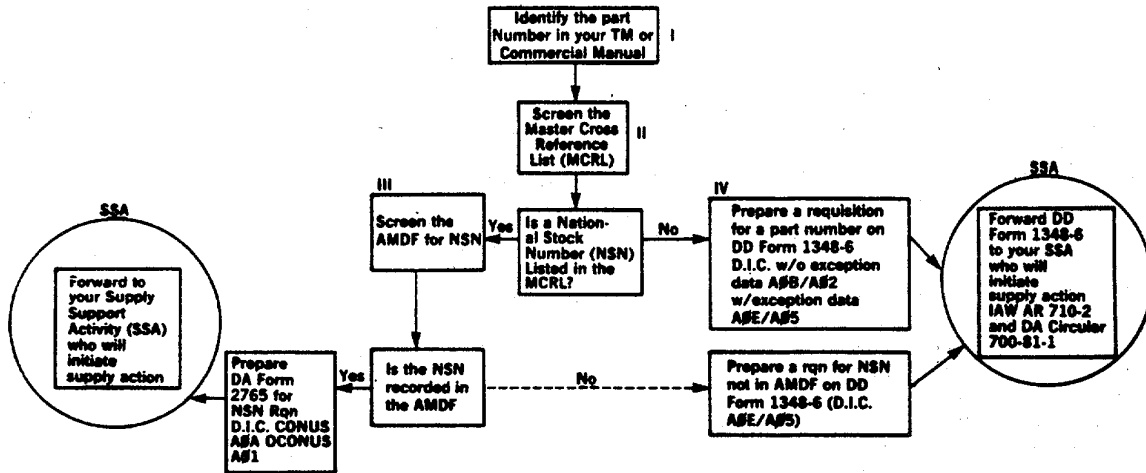 Identify the part
Number in your TM or
Commercial Manual
I
Screen the
Master Cross
Reference
List (MCRL)
II
III
Screen the
AMDF for NSN
Yes
Is a Nation-
al Stock
Number (NSN)
Listed in the
MCRL?
No
IV
Prepare a requisition
for a part number on
DD Form 1348-6
D.I.C. w/o exception
data AØB/AØ2
w/exception data
AØE/AØ5
SSA
Forward DD
Form 1348-6
to your SSA
who will
initiate
supply action
IAW AR 710-2
and DA Circular
700-81-1
SSA
Forward to
your Supply
Support
Activity (SSA)
who will
initiate
supply action
Prepare
DA Form
2765 for
NSN Rqn
D.I.C. CONUS
AØA OCONUS
AØ1
Yes
Is the NSN
recorded in
the AMDF
No
Prepare a rqn for NSN
not in AMDF on DD
Form 1348-6 (D.I.C.
AØE/AØ5)